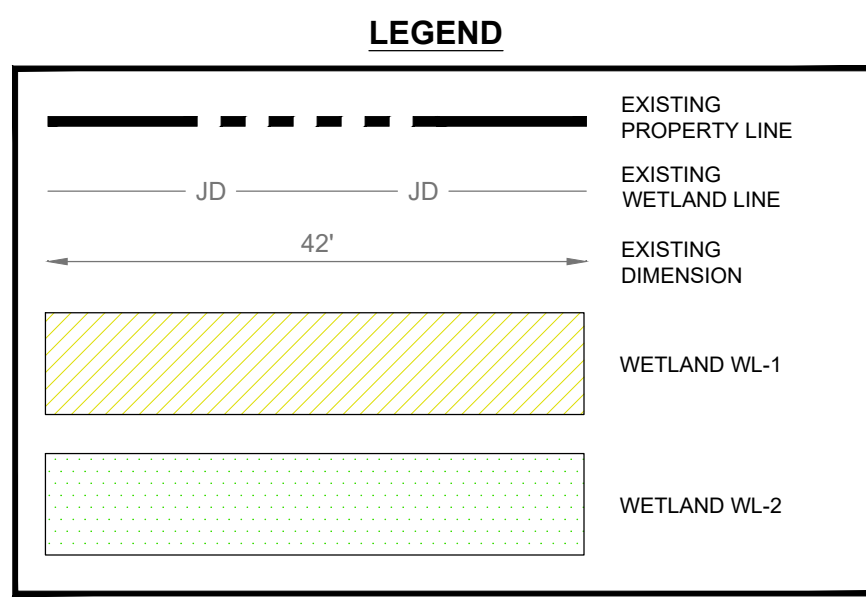 LEGEND
EXISTING
PROPERTY LINE
JD JD
EXISTING
WETLAND LINE
42'
EXISTING
DIMENSION
WETLAND WL-1
WETLAND WL-2